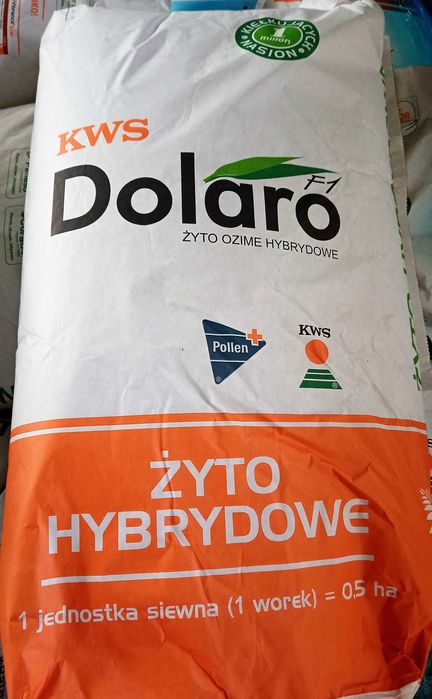 KIEŁKUJĄCYCH
1
milion
NASION
KWS
Dolaro
F1
ŻYTO OZIME HYBRYDOWE
Pollen+
®
KWS
®
ŻYTO
HYBRYDOWE
1 jednostka siewna (1 worek) = 0,5 ha